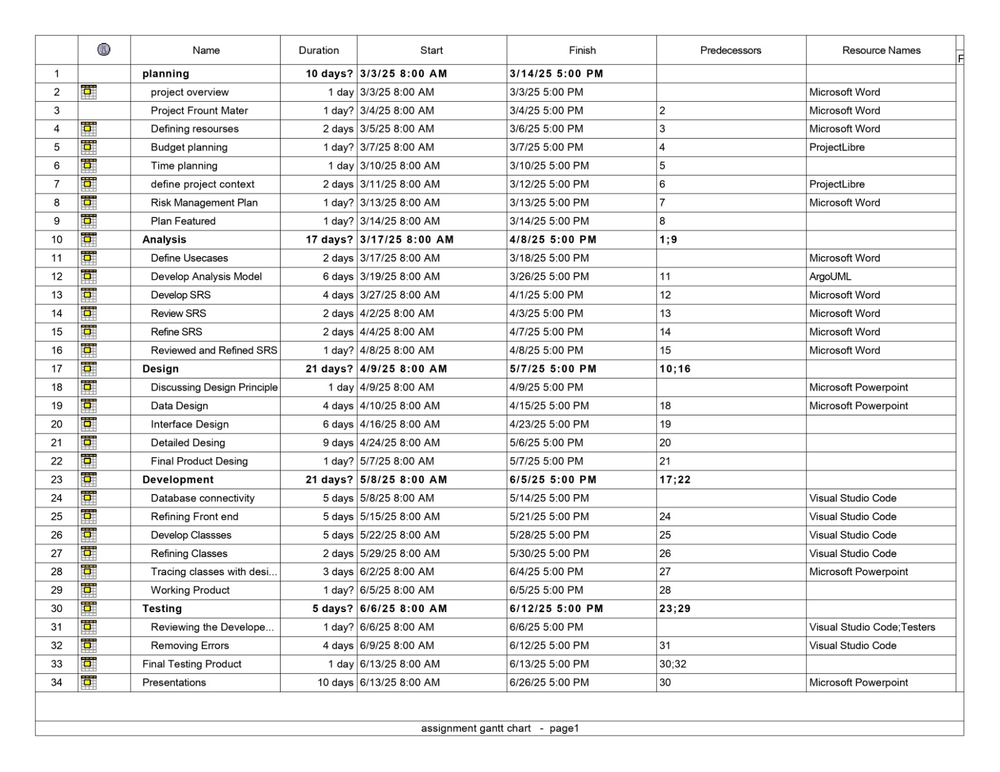 Name Duration Start Finish Predecessors Resource Names F
1 planning 10 days? 3/3/25 8:00 AM 3/14/25 5:00 PM
2 project overview 1 day 3/3/25 8:00 AM 3/3/25 5:00 PM Microsoft Word
3 Project Frount Mater 1 day? 3/4/25 8:00 AM 3/4/25 5:00 PM 2 Microsoft Word
4 Defining resourses 2 days 3/5/25 8:00 AM 3/6/25 5:00 PM 3 Microsoft Word
5 Budget planning 1 day? 3/7/25 8:00 AM 3/7/25 5:00 PM 4 ProjectLibre
6 Time planning 1 day 3/10/25 8:00 AM 3/10/25 5:00 PM 5
7 define project context 2 days 3/11/25 8:00 AM 3/12/25 5:00 PM 6 ProjectLibre
8 Risk Management Plan 1 day? 3/13/25 8:00 AM 3/13/25 5:00 PM 7 Microsoft Word
9 Plan Featured 1 day? 3/14/25 8:00 AM 3/14/25 5:00 PM 8
10 Analysis 17 days? 3/17/25 8:00 AM 4/8/25 5:00 PM 1;9
11 Define Usecases 2 days 3/17/25 8:00 AM 3/18/25 5:00 PM Microsoft Word
12 Develop Analysis Model 6 days 3/19/25 8:00 AM 3/26/25 5:00 PM 11 ArgoUML
13 Develop SRS 4 days 3/27/25 8:00 AM 4/1/25 5:00 PM 12 Microsoft Word
14 Review SRS 2 days 4/2/25 8:00 AM 4/3/25 5:00 PM 13 Microsoft Word
15 Refine SRS 2 days 4/4/25 8:00 AM 4/7/25 5:00 PM 14 Microsoft Word
16 Reviewed and Refined SRS 1 day? 4/8/25 8:00 AM 4/8/25 5:00 PM 15 Microsoft Word
17 Design 21 days? 4/9/25 8:00 AM 5/7/25 5:00 PM 10;16
18 Discussing Design Principle 1 day 4/9/25 8:00 AM 4/9/25 5:00 PM Microsoft Powerpoint
19 Data Design 4 days 4/10/25 8:00 AM 4/15/25 5:00 PM 18 Microsoft Powerpoint
20 Interface Design 6 days 4/16/25 8:00 AM 4/23/25 5:00 PM 19
21 Detailed Desing 9 days 4/24/25 8:00 AM 5/6/25 5:00 PM 20
22 Final Product Desing 1 day? 5/7/25 8:00 AM 5/7/25 5:00 PM 21
23 Development 21 days? 5/8/25 8:00 AM 6/5/25 5:00 PM 17;22
24 Database connectivity 5 days 5/8/25 8:00 AM 5/14/25 5:00 PM Visual Studio Code
25 Refining Front end 5 days 5/15/25 8:00 AM 5/21/25 5:00 PM 24 Visual Studio Code
26 Develop Classses 5 days 5/22/25 8:00 AM 5/28/25 5:00 PM 25 Visual Studio Code
27 Refining Classes 2 days 5/29/25 8:00 AM 5/30/25 5:00 PM 26 Visual Studio Code
28 Tracing classes with desi... 3 days 6/2/25 8:00 AM 6/4/25 5:00 PM 27 Microsoft Powerpoint
29 Working Product 1 day? 6/5/25 8:00 AM 6/5/25 5:00 PM 28
30 Testing 5 days? 6/6/25 8:00 AM 6/12/25 5:00 PM 23;29
31 Reviewing the Develope... 1 day? 6/6/25 8:00 AM 6/6/25 5:00 PM Visual Studio Code;Testers
32 Removing Errors 4 days 6/9/25 8:00 AM 6/12/25 5:00 PM 31 Visual Studio Code
33 Final Testing Product 1 day 6/13/25 8:00 AM 6/13/25 5:00 PM 30;32
34 Presentations 10 days 6/13/25 8:00 AM 6/26/25 5:00 PM 30 Microsoft Powerpoint
assignment gantt chart - page1